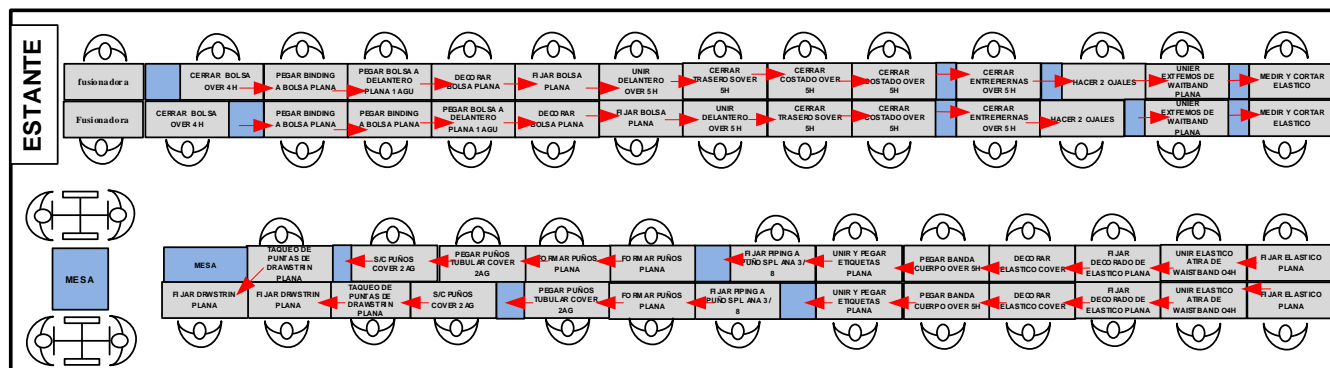 ESTANTE
fusionadora
CERRAR BOLSA
OVER 4 H
PEGAR BINDING
A BOLSA PLANA
PEGAR BOLSA A
DELANTERO
PLANA 1 AGU
DECORAR
BOLSA PLANA
FIJAR BOLSA
PLANA
UNIR
DELANTERO
OVER 5 H
CERRAR
TRASERO SOVER
5H
CERRAR
COSTADO OVER
5H
CERRAR
COSTADO OVER
5H
CERRAR
ENTREPIERNAS
OVER 5 H
HACER 2 OJALES
UNIER
EXTFEMOS DE
WAITBAND
PLANA
MEDIR Y CORTAR
ELASTICO
Fusionadora
CERRAR BOLSA
OVER 4 H
PEGAR BINDING
A BOLSA PLANA
PEGAR BINDING
A BOLSA PLANA
PEGAR BOLSA A
DELANTERO
PLANA 1 AGU
DECORAR
BOLSA PLANA
FIJAR BOLSA
PLANA
UNIR
DELANTERO
OVER 5 H
CERRAR
TRASERO SOVER
5H
CERRAR
COSTADO OVER
5H
CERRAR
ENTREPIERNAS
OVER 5 H
HACER 2 OJALES
UNIER
EXTFEMOS DE
WAITBAND
PLANA
MEDIR Y CORTAR
ELASTICO
MESA
MESA
TAQUEO DE
PUNTAS DE
DRAWSTRIN
PLANA
S/C PUÑOS
COVER 2 AG
PEGAR PUÑOS
TUBULAR COVER
2AG
FORMAR PUÑOS
PLANA
FORMAR PUÑOS
PLANA
FIJAR PIPING A
PUÑO SPL ANA 3 /
8
UNIR Y PEGAR
ETIQUETAS
PLANA
PEGAR BANDA
CUERPO OVER 5H
DECORAR
ELASTICO COVER
FIJAR
DECORADO DE
ELASTICO PLANA
UNIR ELASTICO
ATIRA DE
WAISTBAND O4H
FIJAR ELASTICO
PLANA
FIJAR DRWSTRIN
PLANA
FIJAR DRWSTRIN
PLANA
TAQUEO DE
PUNTAS DE
DRAWSTRIN
PLANA
S/C PUÑOS
COVER 2 AG
PEGAR PUÑOS
TUBULAR COVER
2AG
FORMAR PUÑOS
PLANA
FIJAR PIPING A
PUÑO SPL ANA 3 /
8
UNIR Y PEGAR
ETIQUETAS
PLANA
PEGAR BANDA
CUERPO OVER 5H
DECORAR
ELASTICO COVER
FIJAR
DECORADO DE
ELASTICO PLANA
UNIR ELASTICO
ATIRA DE
WAISTBAND O4H
FIJAR ELASTICO
PLANA